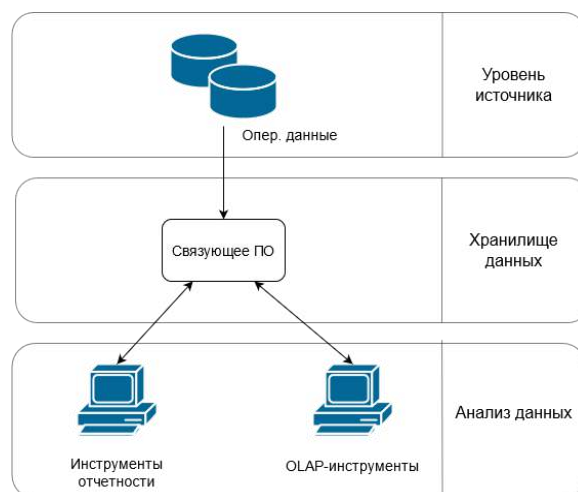 Уровень
источника
Опер. данные
Связующее ПО
Хранилище
данных
Анализ данных
Инструменты
отчетности
OLAP-инструменты